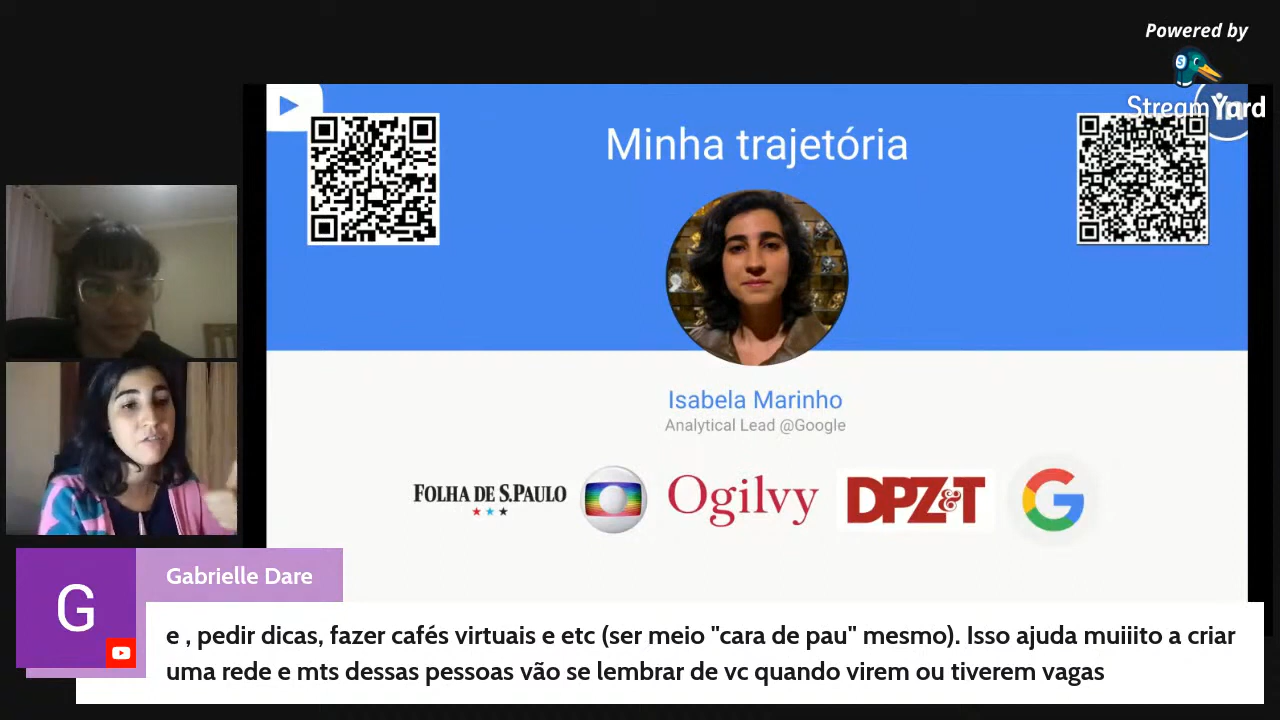 Powered by
StreamYard
in
Minha trajetória
Isabela Marinho
Analytical Lead @Google
FOLHA DE S.PAULO
Ogilvy
DPZ&T
G
G
Gabrielle Dare
e , pedir dicas, fazer cafés virtuais e etc (ser meio "cara de pau" mesmo). Isso ajuda muiiito a criar
uma rede e mts dessas pessoas vão se lembrar de vc quando virem ou tiverem vagas